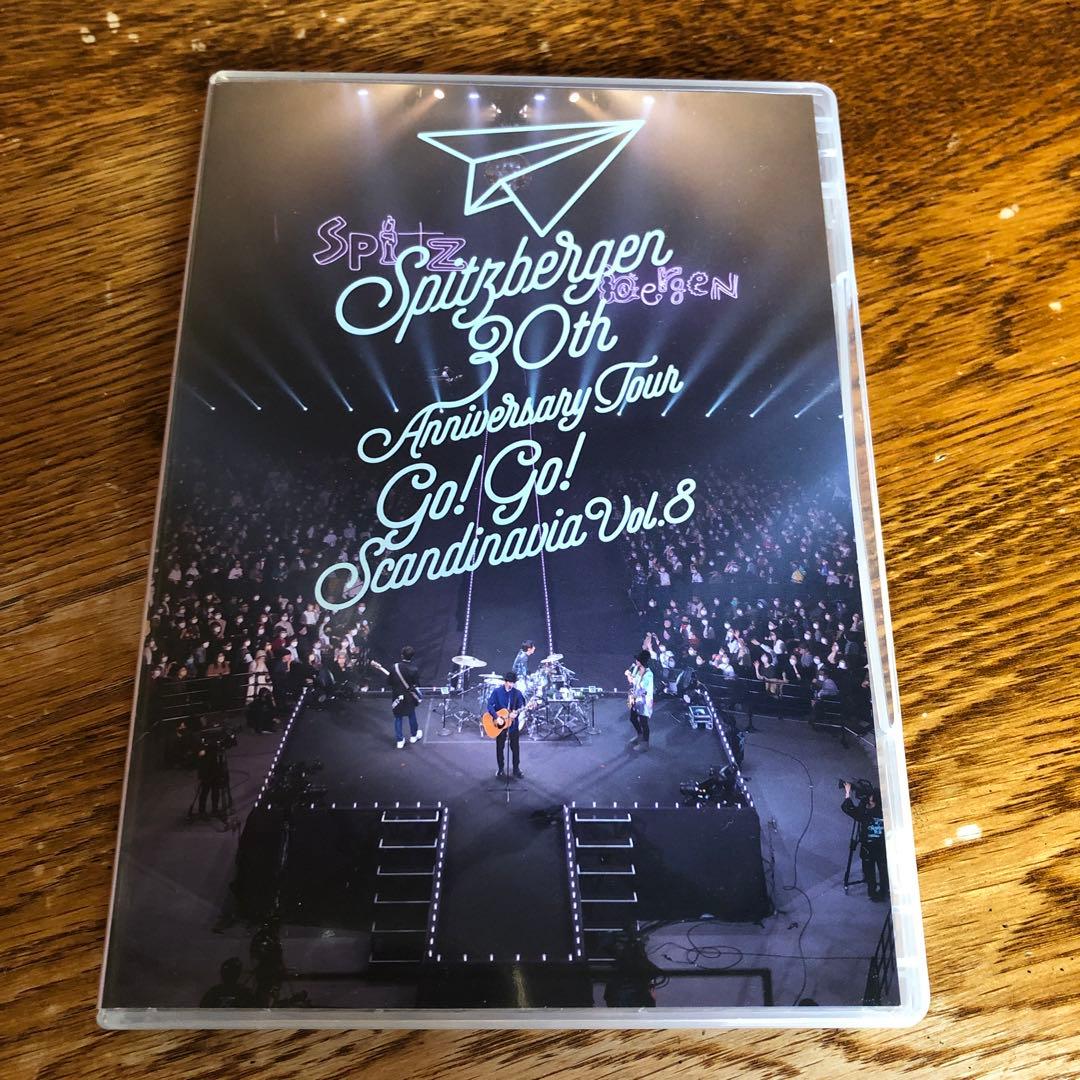 Spitz
Spitzbergen
Bergen
30th
Anniversary Tour
Go! Go!
Scandinavia Vol.8